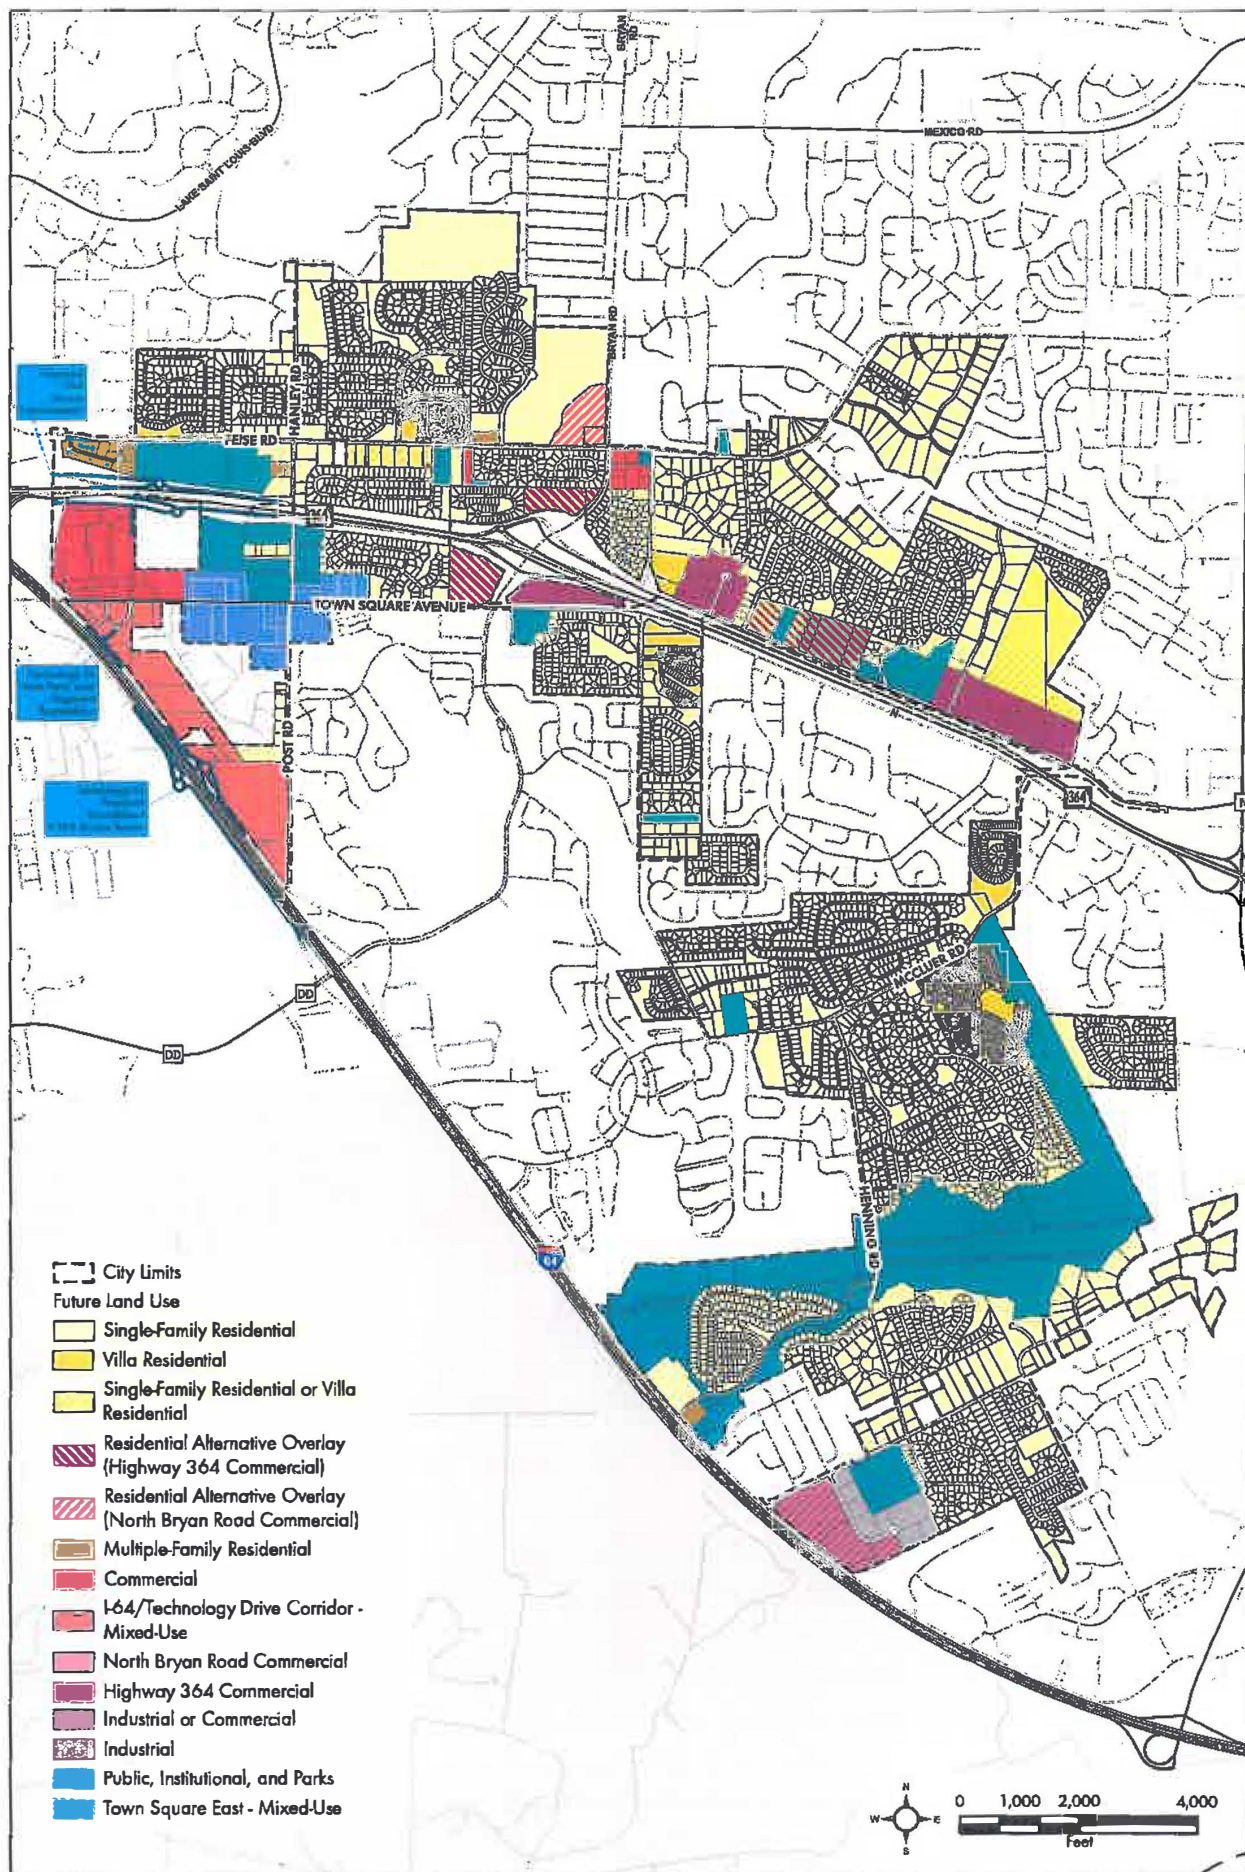 BRYAN RD
MEXICO RD
LAKE SAINT LOUIS BLVD
BRYAN RD
HANLEY RD
FEISE RD
364
TOWN SQUARE AVENUE
N
POST RD
364
N
MCCLUER RD
DD
DD
HENNING RD
64
City Limits
Future Land Use
Single-Family Residential
Villa Residential
Single-Family Residential or Villa
Residential
Residential Alternative Overlay
(Highway 364 Commercial)
Residential Alternative Overlay
(North Bryan Road Commercial)
Multiple-Family Residential
Commercial
I-64/Technology Drive Corridor -
Mixed-Use
North Bryan Road Commercial
Highway 364 Commercial
Industrial or Commercial
Industrial
Public, Institutional, and Parks
Town Square East - Mixed-Use
N
W E
S
0 1,000 2,000 4,000
Feet